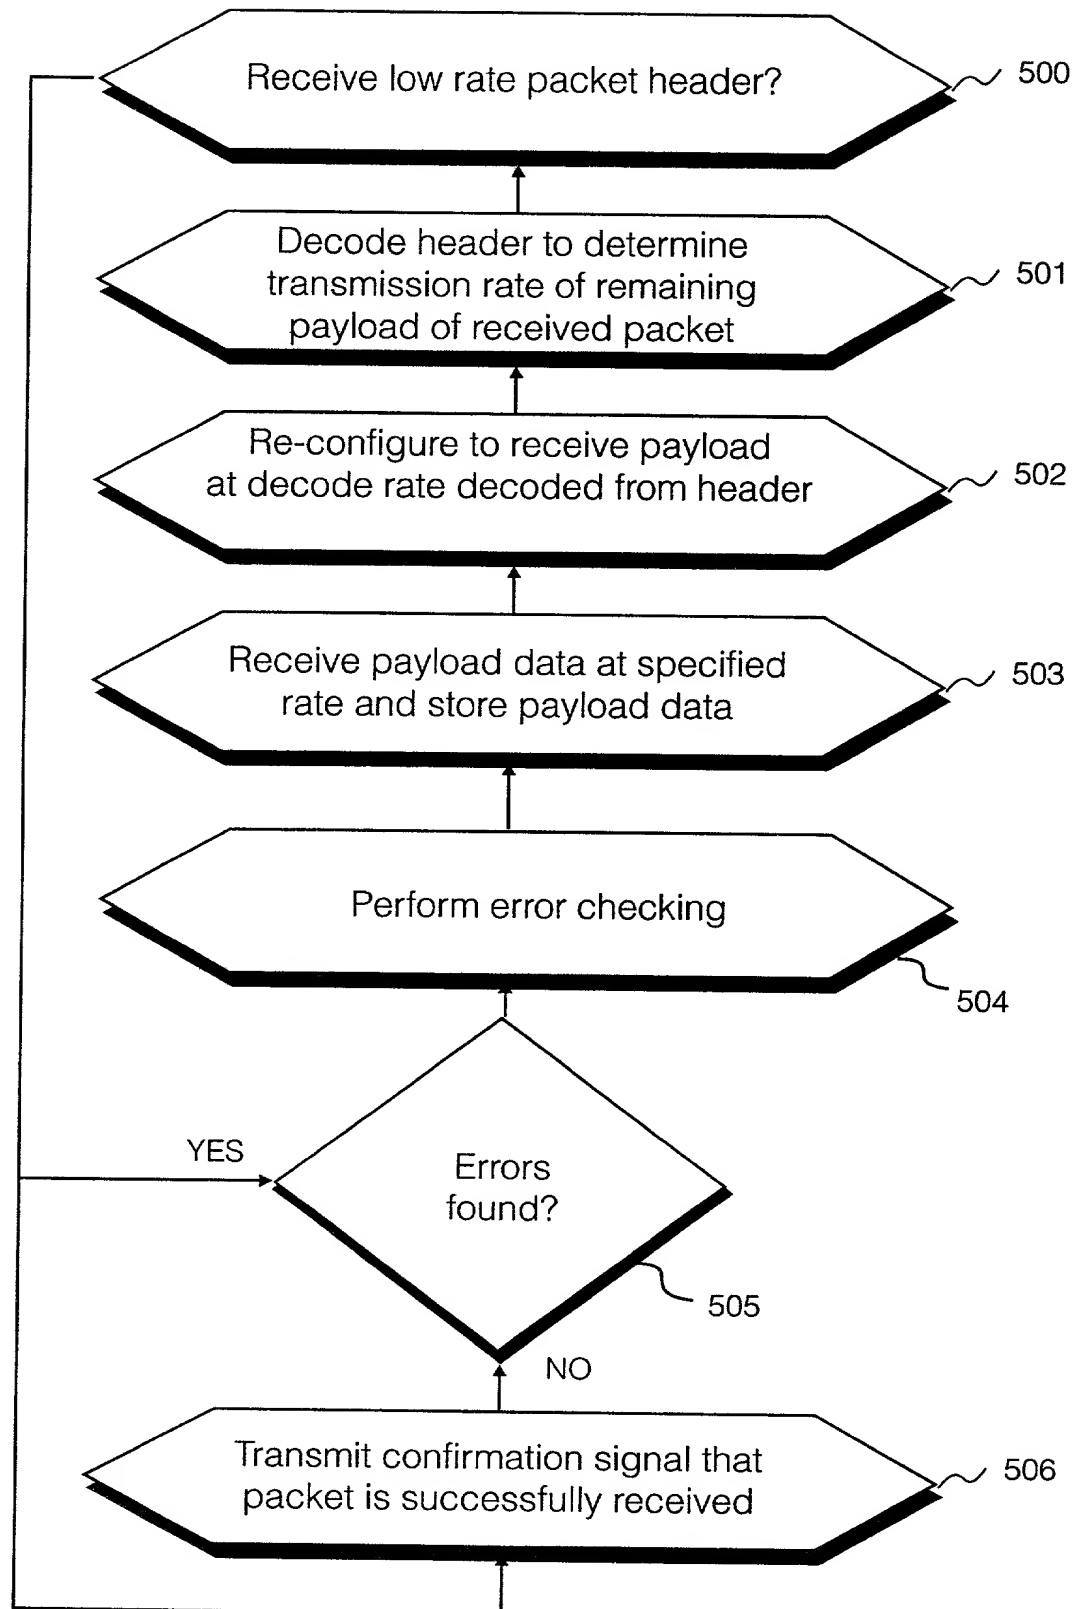 Receive low rate packet header?
500
Decode header to determine
transmission rate of remaining
payload of received packet
501
Re-configure to receive payload
at decode rate decoded from header
502
Receive payload data at specified
rate and store payload data
503
Perform error checking
504
YES
Errors
found?
505
NO
Transmit confirmation signal that
packet is successfully received
506